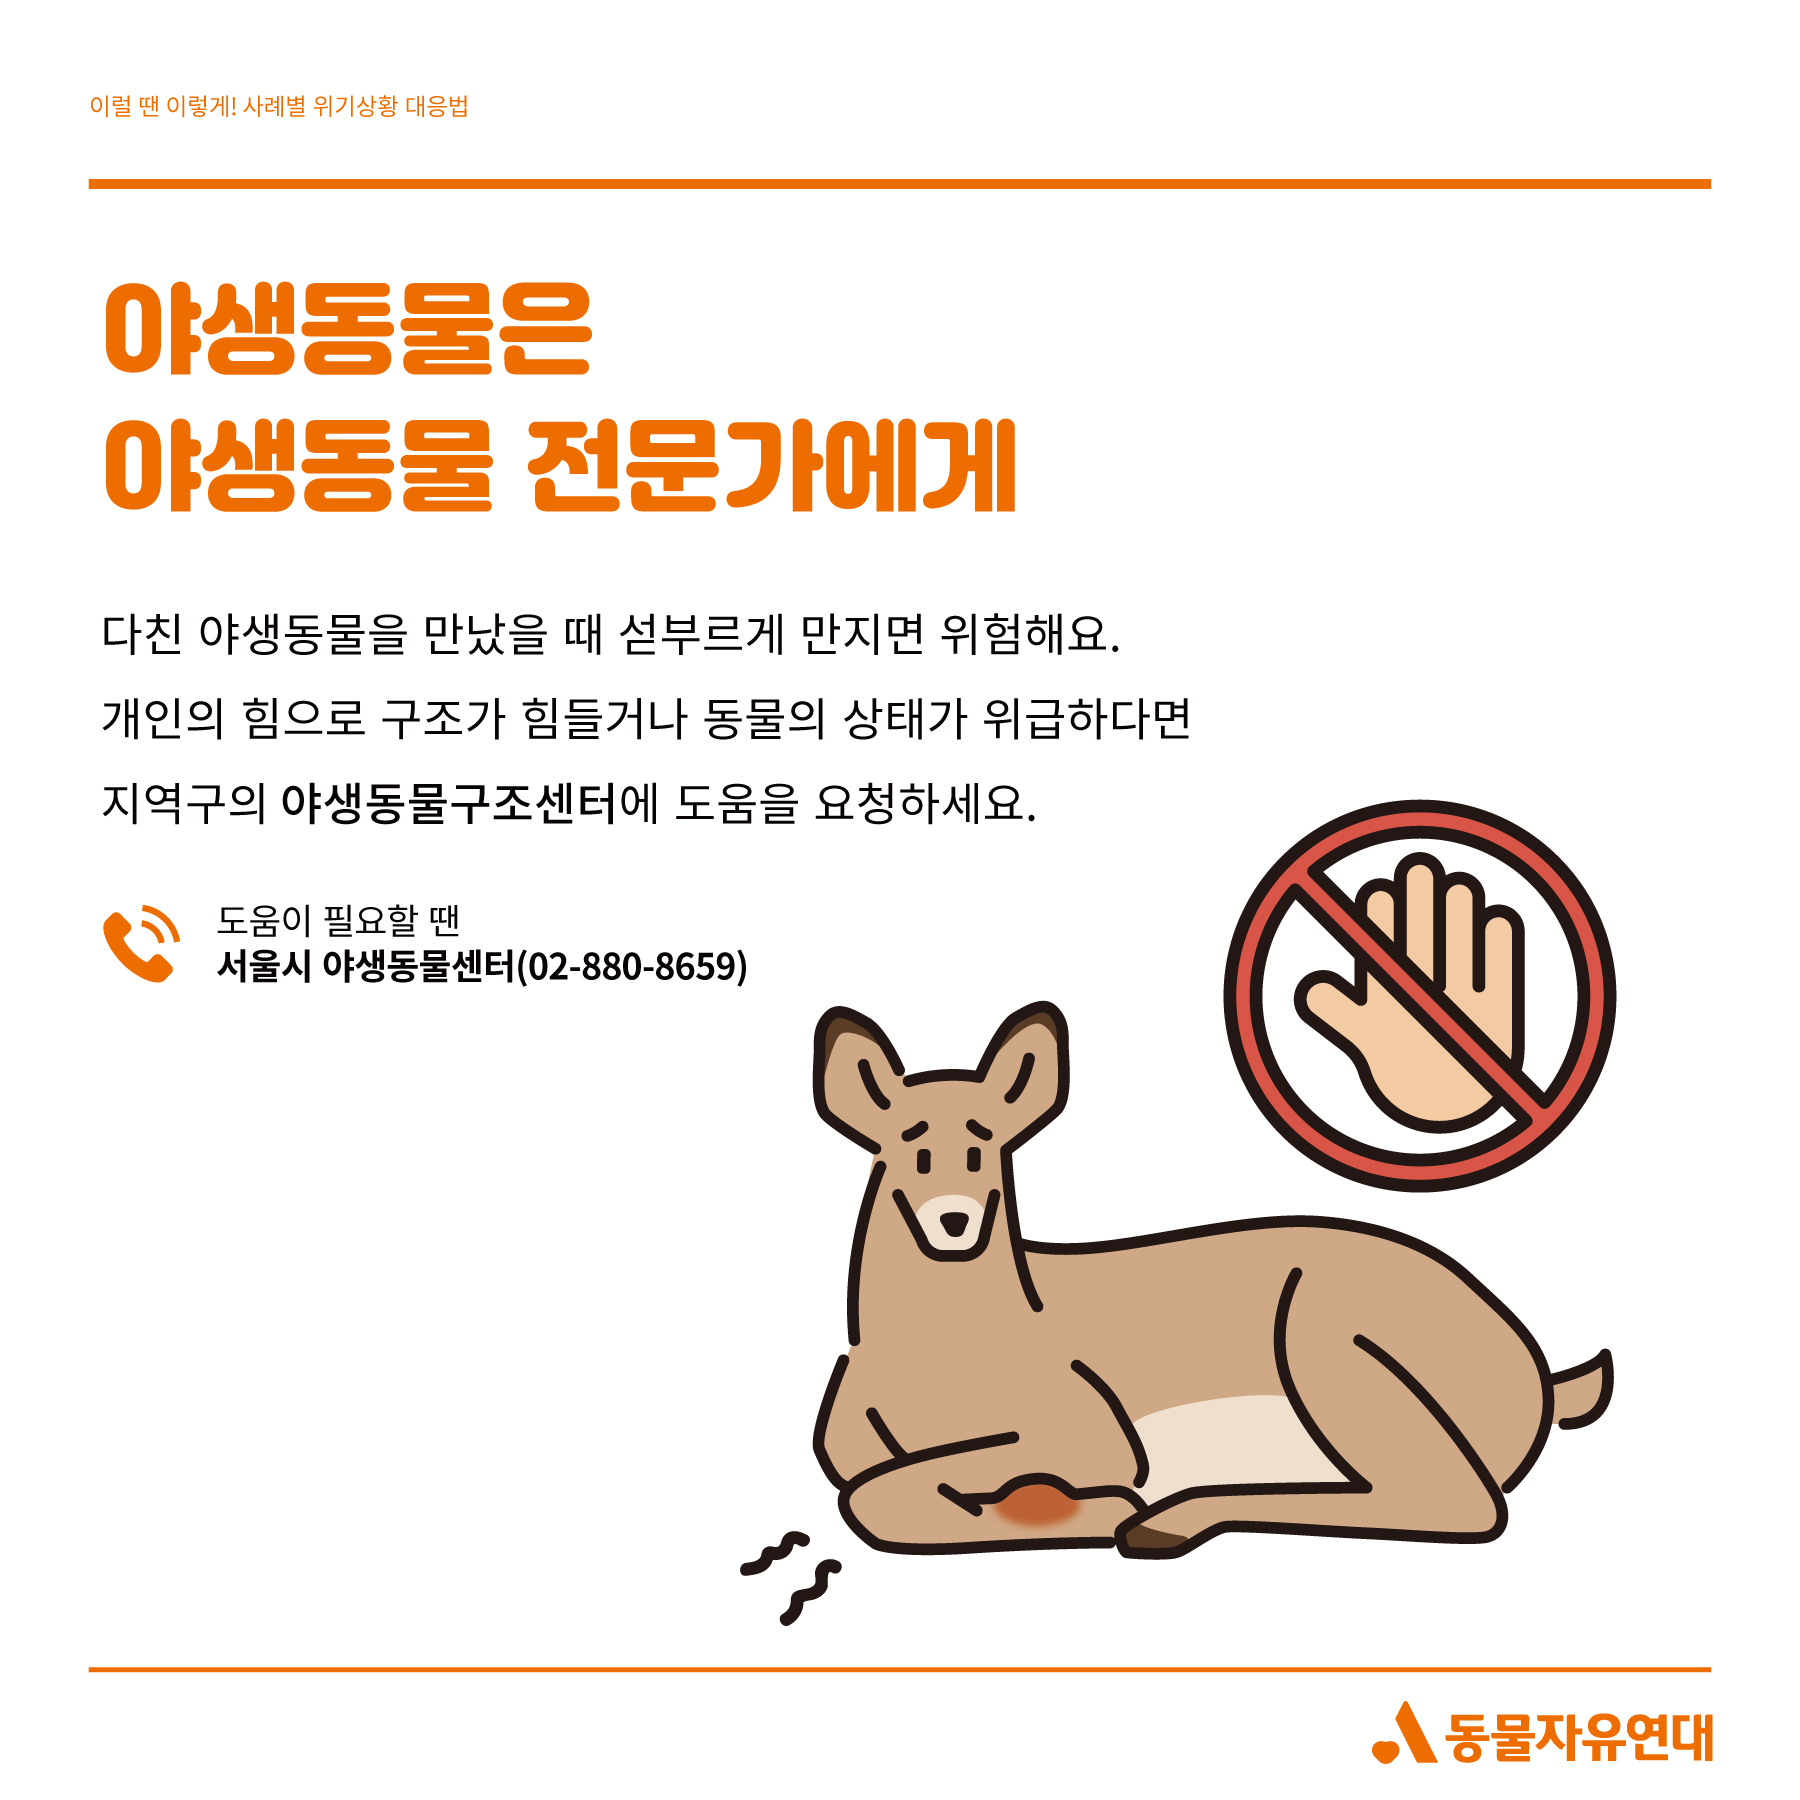 이럴 땐 이렇게! 사례별 위기상황 대응법
야생동물은
야생동물 전문가에게
다친 야생동물을 만났을 때 섣부르게 만지면 위험해요.
개인의 힘으로 구조가 힘들거나 동물의 상태가 위급하다면
지역구의 야생동물구조센터에 도움을 요청하세요.
도움이 필요할 땐
서울시 야생동물센터(02-880-8659)
동물자유연대